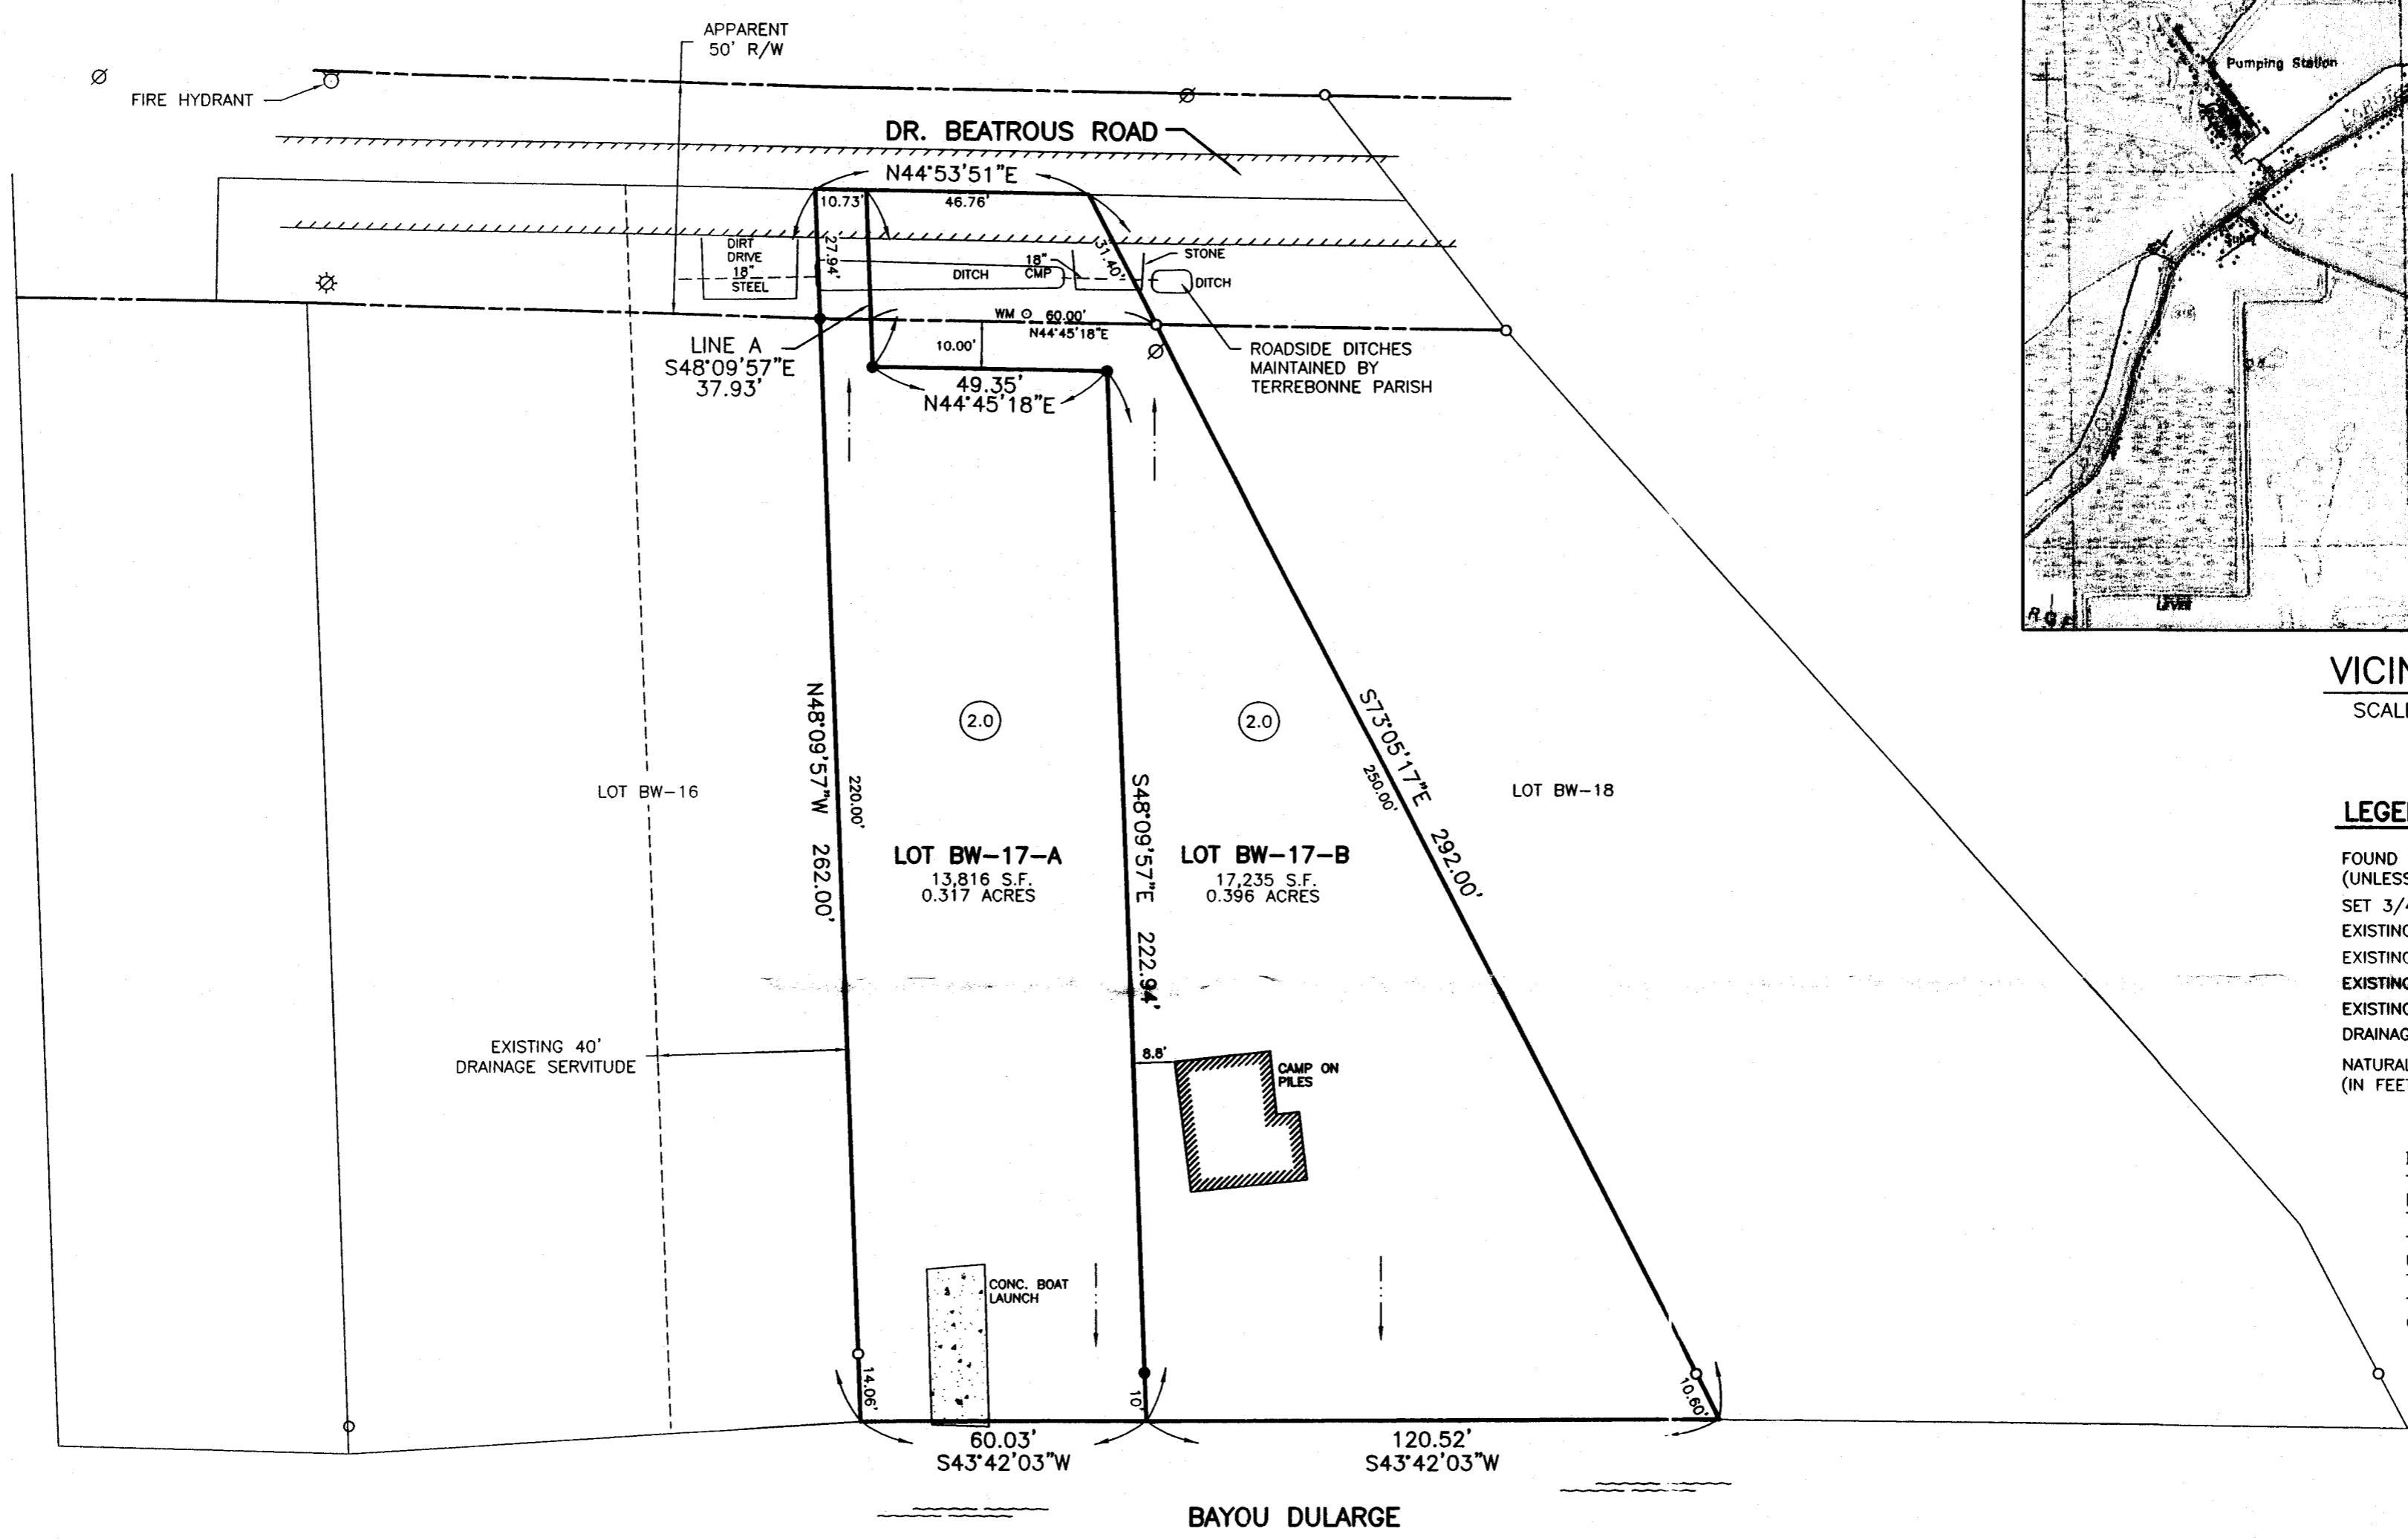 APPARENT
50' R/W
FIRE HYDRANT
DR. BEATROUS ROAD
N44°53'51"E
10.73'
46.76'
27.94'
31.40'
DIRT
DRIVE
18"
STEEL
DITCH
18"
CMP
STONE
DITCH
WM
60.00'
N44°45'18"E
LINE A
S48°09'57"E
37.93'
10.00'
49.35'
N44°45'18"E
ROADSIDE DITCHES
MAINTAINED BY
TERREBONNE PARISH
N48°09'57"W 262.00'
220.00'
2.0
2.0
S48°09'57"E 222.94'
S73°05'17"E 292.00'
250.00'
LOT BW-16
LOT BW-17-A
13,816 S.F.
0.317 ACRES
LOT BW-17-B
17,235 S.F.
0.396 ACRES
LOT BW-18
EXISTING 40'
DRAINAGE SERVITUDE
8.8'
CAMP ON
PILES
CONC. BOAT
LAUNCH
14.06'
10'
10.60'
60.03'
S43°42'03"W
120.52'
S43°42'03"W
BAYOU DULARGE
Pumping Station
VICIN
SCAL
LEGE
FOUND
(UNLESS
SET 3/4
EXISTING
EXISTING
EXISTING
EXISTING
DRAINAG
NATURAL
(IN FEE